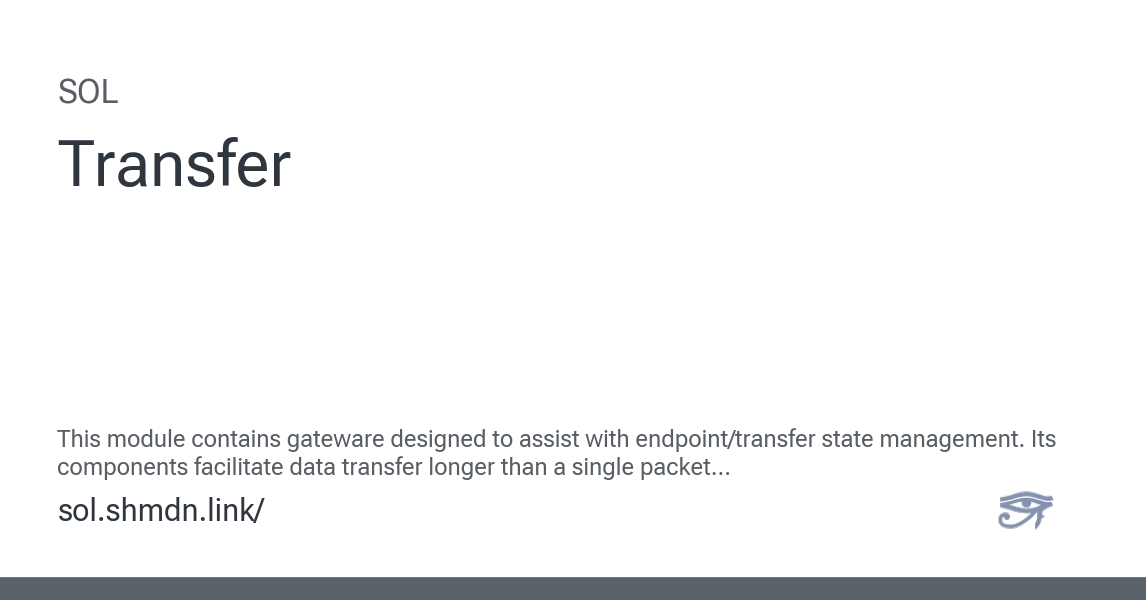 SOL
Transfer
This module contains gateware designed to assist with endpoint/transfer state management. Its
components facilitate data transfer longer than a single packet...
sol.shmdn.link/